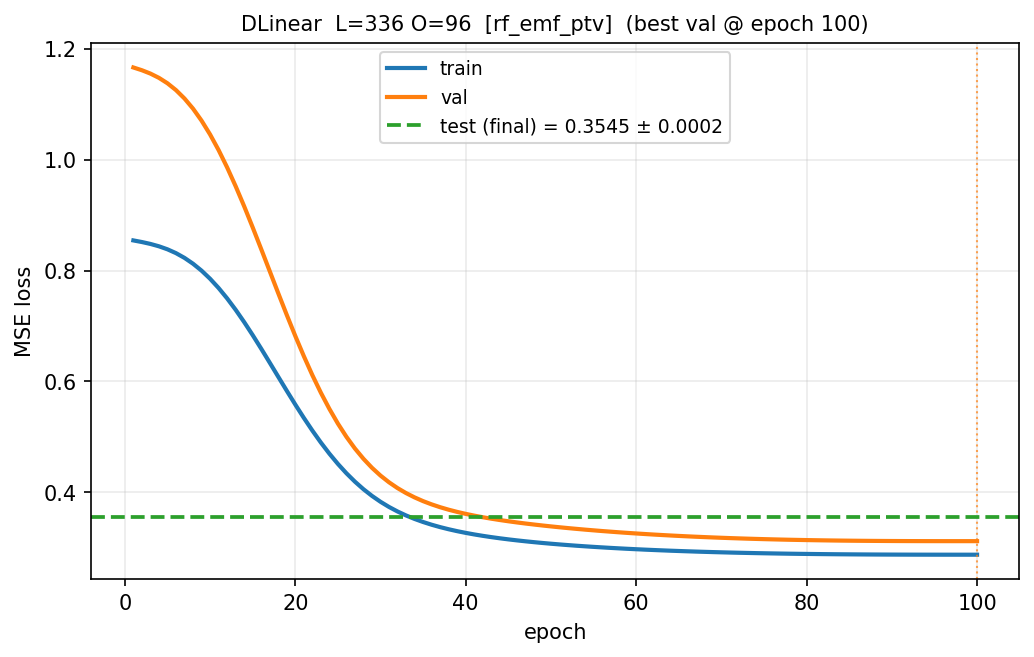 DLinear  L=336 O=96  [rf_emf_ptv]  (best val @ epoch 100)
train
val
test (final) = 0.3545 ± 0.0002
MSE loss
1.2
1.0
0.8
0.6
0.4
0 20 40 60 80 100
epoch